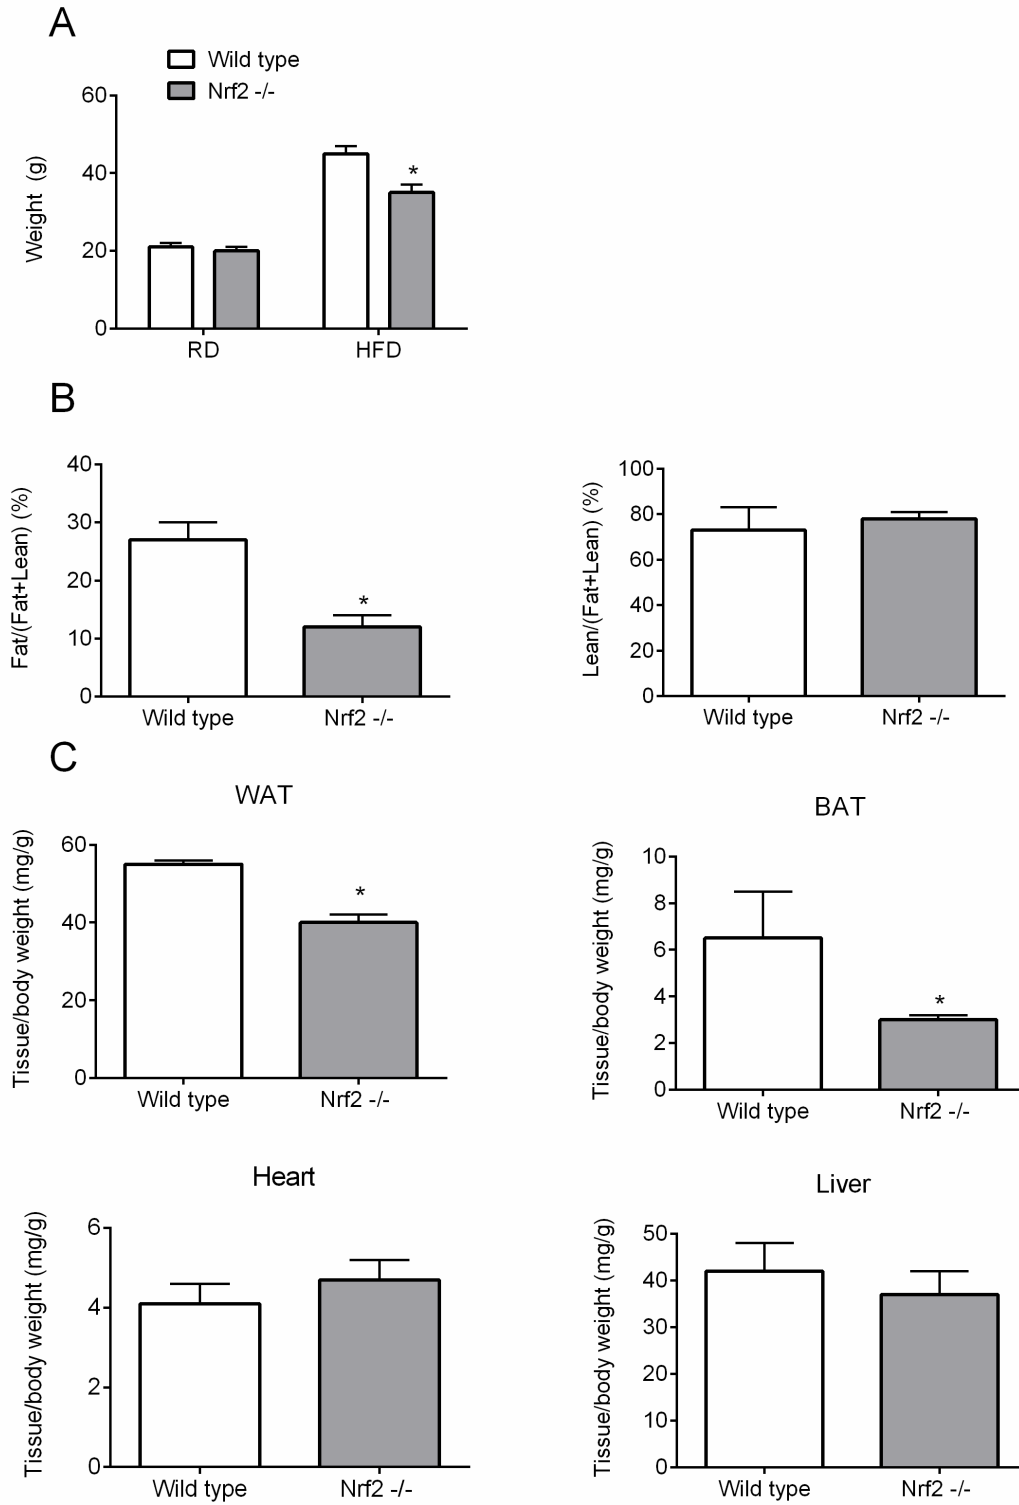 A
Wild type
Nrf2 -/-
60
40
20
0
Weight (g)
*
RD
HFD
B
40
30
20
10
0
Fat/(Fat+Lean) (%)
*
Wild type
Nrf2 -/-
100
80
60
40
20
0
Lean/(Fat+Lean) (%)
Wild type
Nrf2 -/-
C
WAT
60
40
20
0
Tissue/body weight (mg/g)
*
Wild type
Nrf2 -/-
BAT
10
8
6
4
2
0
Tissue/body weight (mg/g)
*
Wild type
Nrf2 -/-
Heart
6
4
2
0
Tissue/body weight (mg/g)
Wild type
Nrf2 -/-
Liver
50
40
30
20
10
0
Tissue/body weight (mg/g)
Wild type
Nrf2 -/-